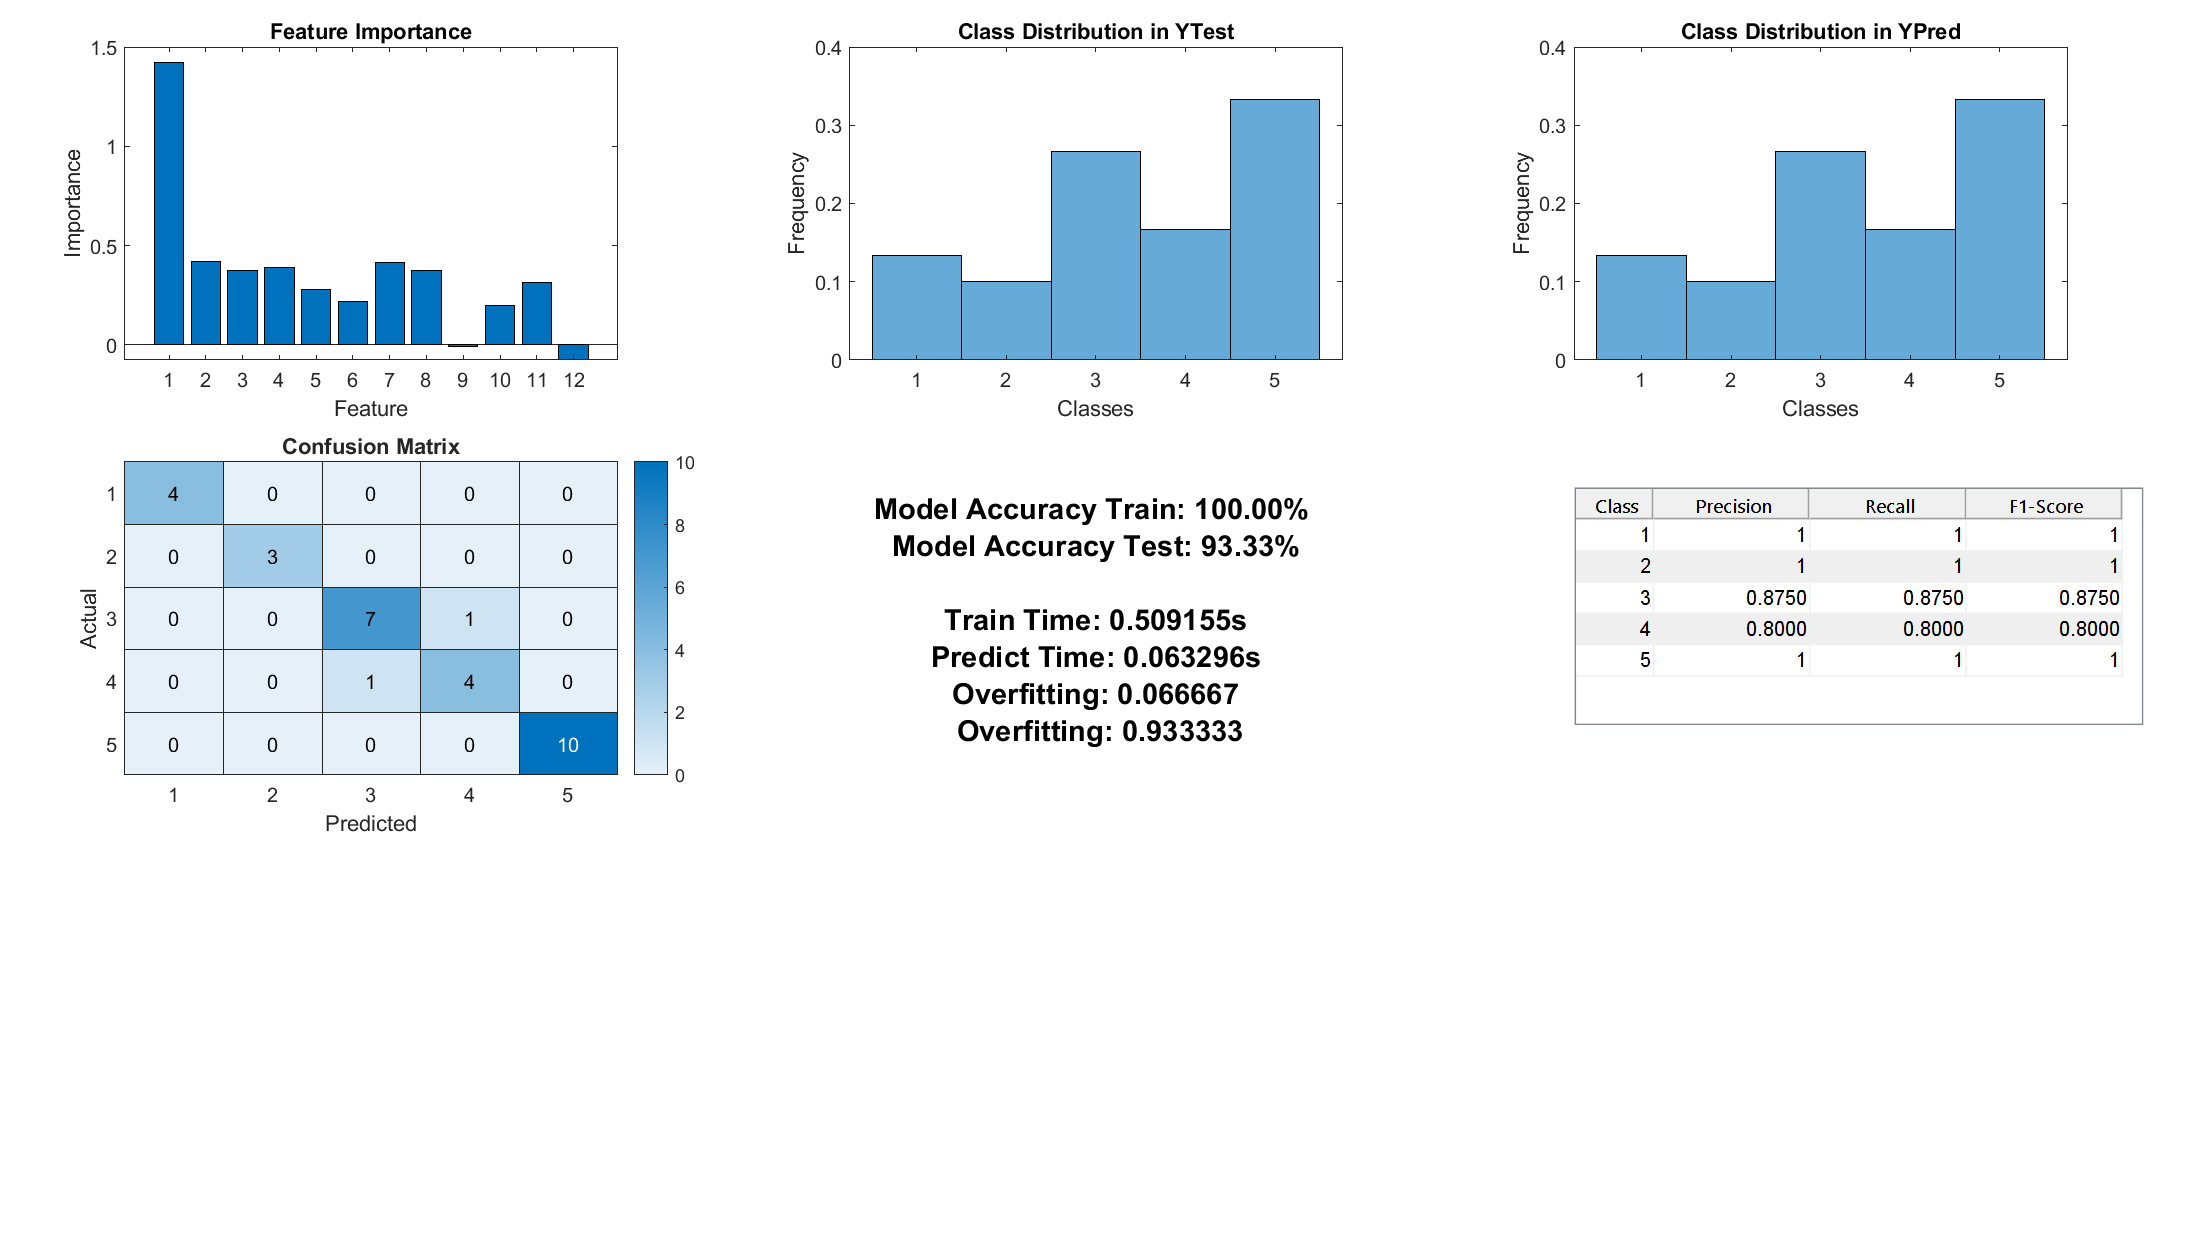 Feature Importance
1.5
1
0.5
0
Importance
1 2 3 4 5 6 7 8 9 10 11 12
Feature
Class Distribution in YTest
0.4
0.3
0.2
0.1
0
Frequency
1 2 3 4 5
Classes
Class Distribution in YPred
0.4
0.3
0.2
0.1
0
Frequency
1 2 3 4 5
Classes
Confusion Matrix
Actual
1 4 0 0 0 0
2 0 3 0 0 0
3 0 0 7 1 0
4 0 0 1 4 0
5 0 0 0 0 10
1 2 3 4 5
Predicted
10
8
6
4
2
0
Model Accuracy Train: 100.00%
Model Accuracy Test: 93.33%
Train Time: 0.509155s
Predict Time: 0.063296s
Overfitting: 0.066667
Overfitting: 0.933333
Class Precision Recall F1-Score
1 1 1 1
2 1 1 1
3 0.8750 0.8750 0.8750
4 0.8000 0.8000 0.8000
5 1 1 1